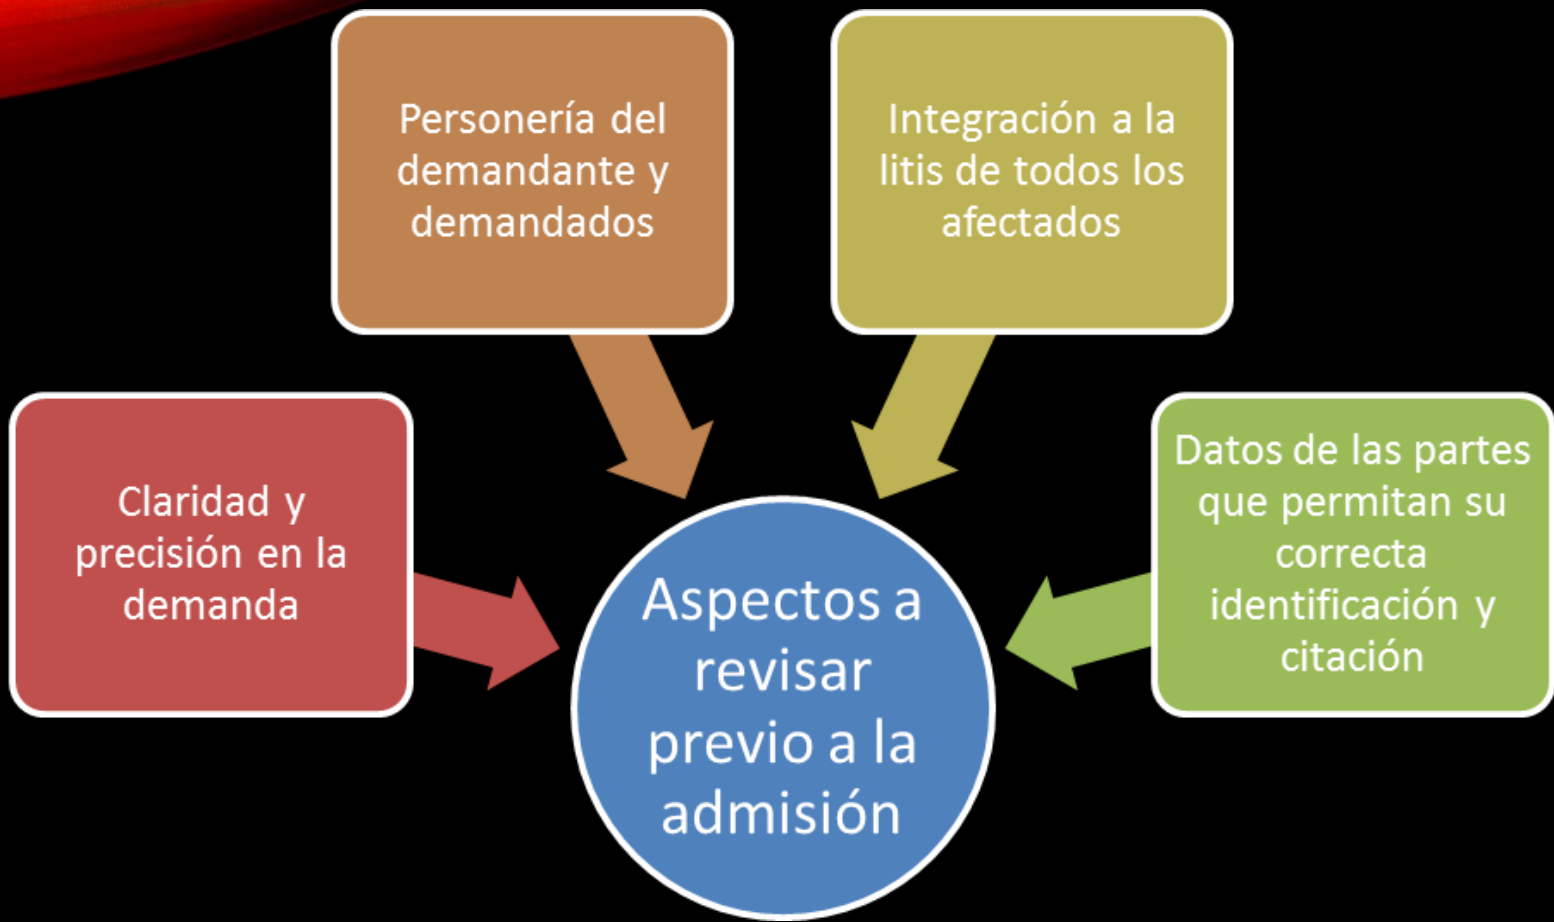 Personería del
demandante y
demandados
Integración a la
litis de todos los
afectados
Claridad y
precisión en la
demanda
Datos de las partes
que permitan su
correcta
identificación y
citación
Aspectos a
revisar
previo a la
admisión